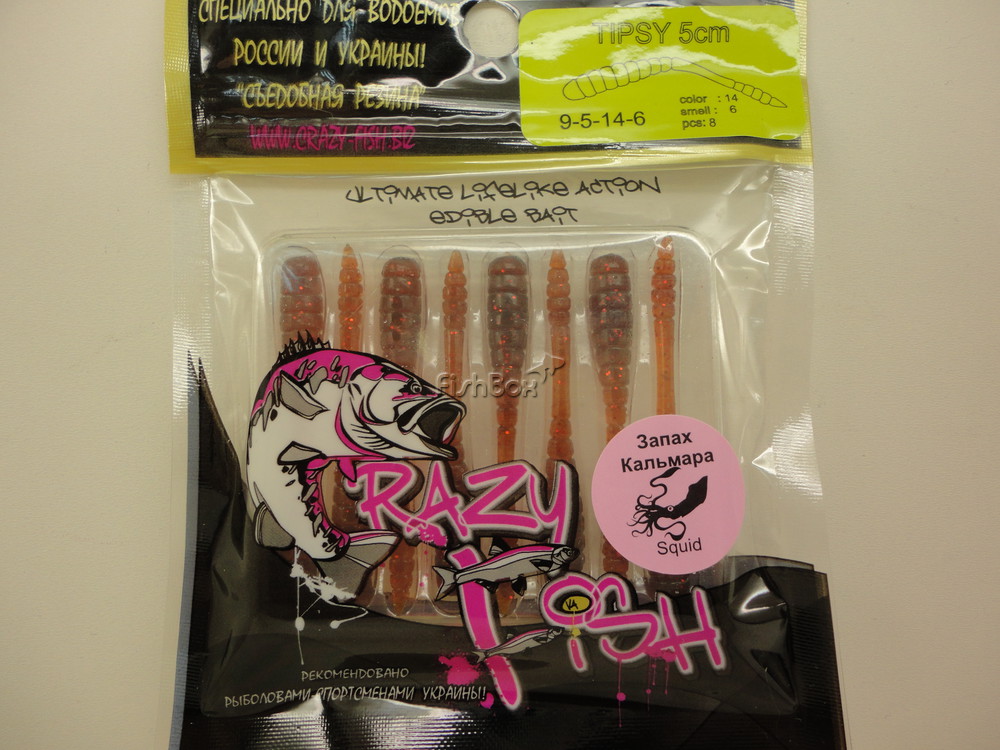 СПЕЦИАЛЬНО ДЛЯ ВОДОЕМОВ
РОССИИ И УКРАИНЫ!
"СЪЕДОБНАЯ РЕЗИНА"
WWW.CRAZY-FISH.BIZ
TIPSY 5cm
9-5-14-6
color : 14
smell : 6
pcs: 8
ULTIMATE LIFELIKE ACTION
EDIBLE BAIT
FishBox
Запах
Кальмара
Squid
CRAZY
FISH
РЕКОМЕНДОВАНО
РЫБОЛОВАМИ-СПОРТСМЕНАМИ УКРАИНЫ!